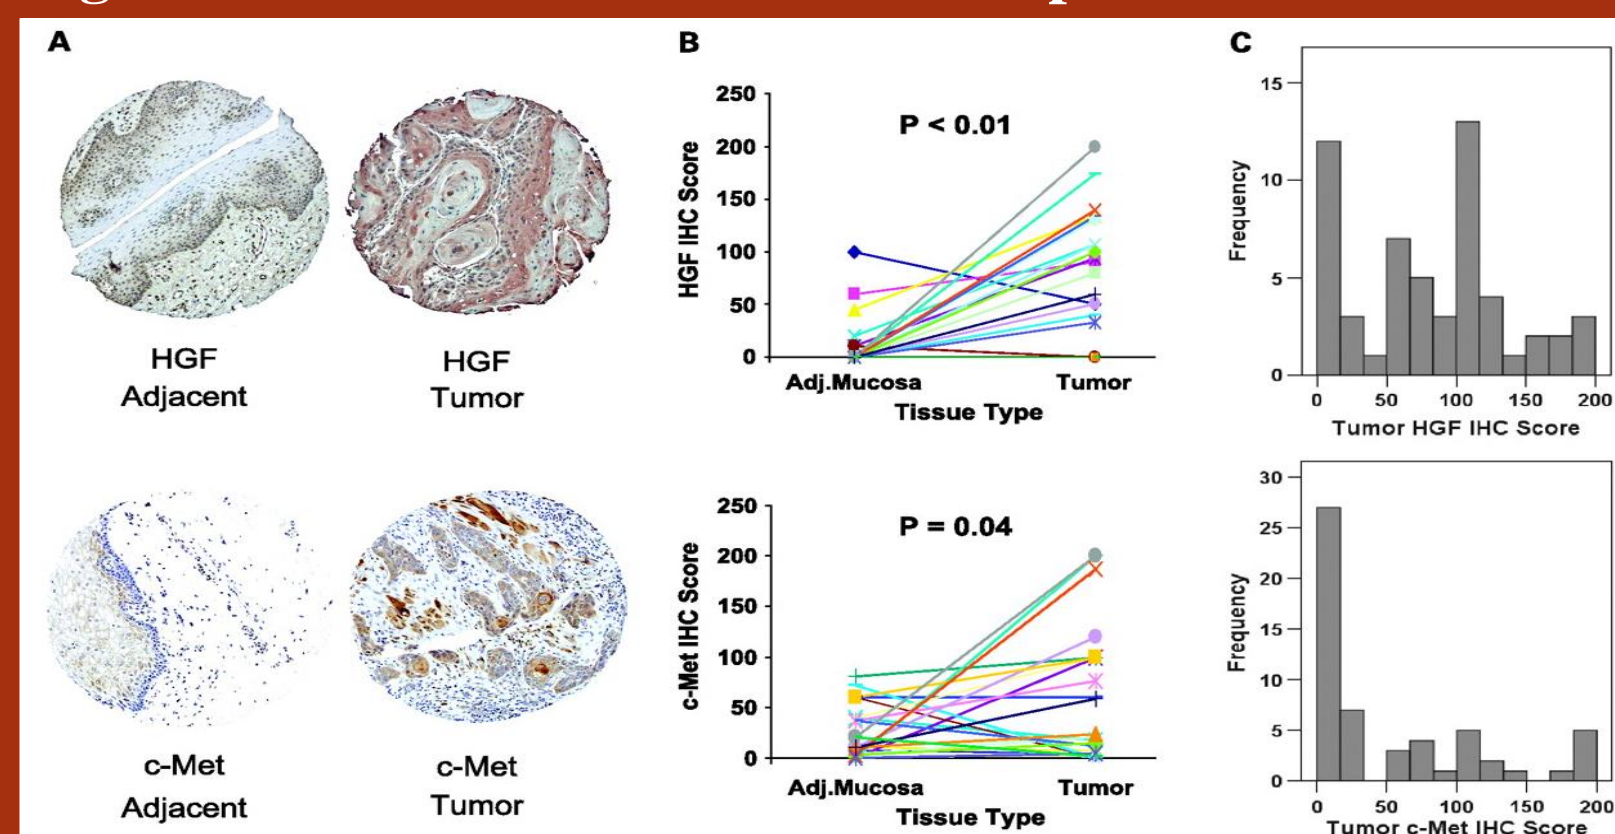 A
B
C
HGF
Adjacent
HGF
Tumor
c-Met
Adjacent
c-Met
Tumor
HGF IHC Score
250
200
150
100
50
0
P < 0.01
Adj.Mucosa
Tumor
Tissue Type
c-Met IHC Score
250
200
150
100
50
0
P = 0.04
Adj.Mucosa
Tumor
Tissue Type
Frequency
15
10
5
0
0 50 100 150 200
Tumor HGF IHC Score
Frequency
30
25
20
15
10
5
0
0 50 100 150 200
Tumor c-Met IHC Score